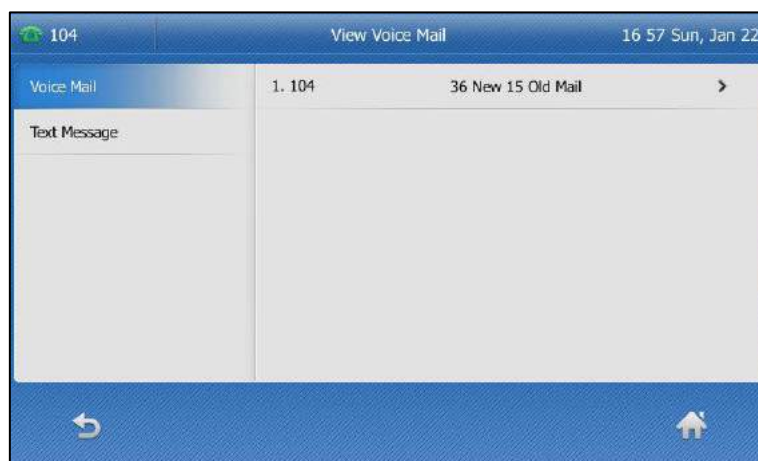 104 View Voice Mail 16 57 Sun, Jan 22
Voice Mail
Text Message
1. 104 36 New 15 Old Mail